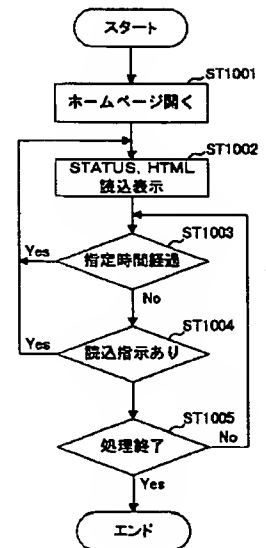 スタート
ST1001
ホームページ開く
ST1002
STATUS、HTML
読込表示
ST1003
Yes
指定時間経過
No
ST1004
Yes
読込指示あり
ST1005
処理終了
No
Yes
エンド